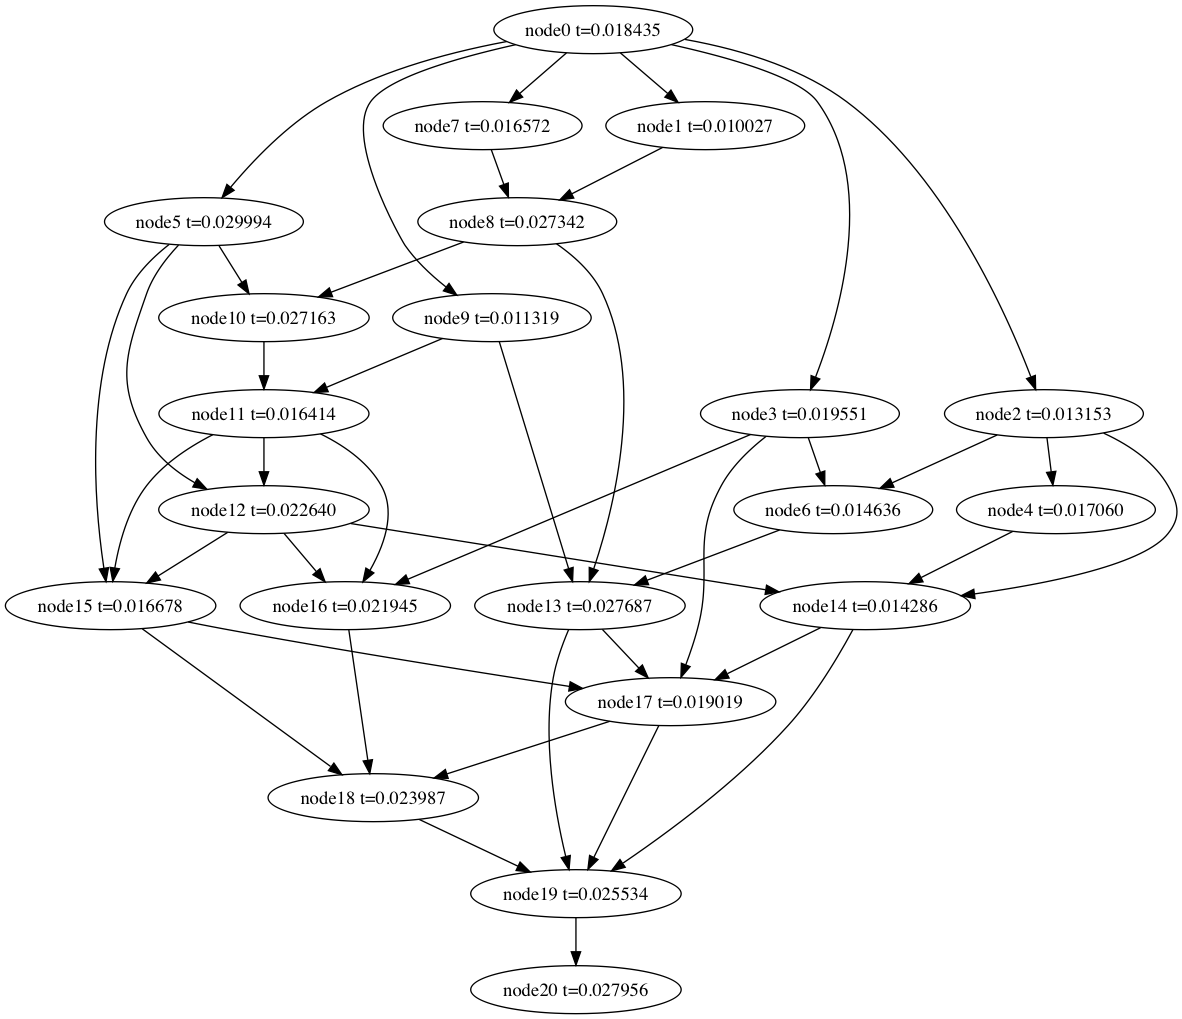 node0 t=0.018435
node7 t=0.016572
node1 t=0.010027
node5 t=0.029994
node8 t=0.027342
node10 t=0.027163
node9 t=0.011319
node11 t=0.016414
node3 t=0.019551
node2 t=0.013153
node12 t=0.022640
node6 t=0.014636
node4 t=0.017060
node15 t=0.016678
node16 t=0.021945
node13 t=0.027687
node14 t=0.014286
node17 t=0.019019
node18 t=0.023987
node19 t=0.025534
node20 t=0.027956